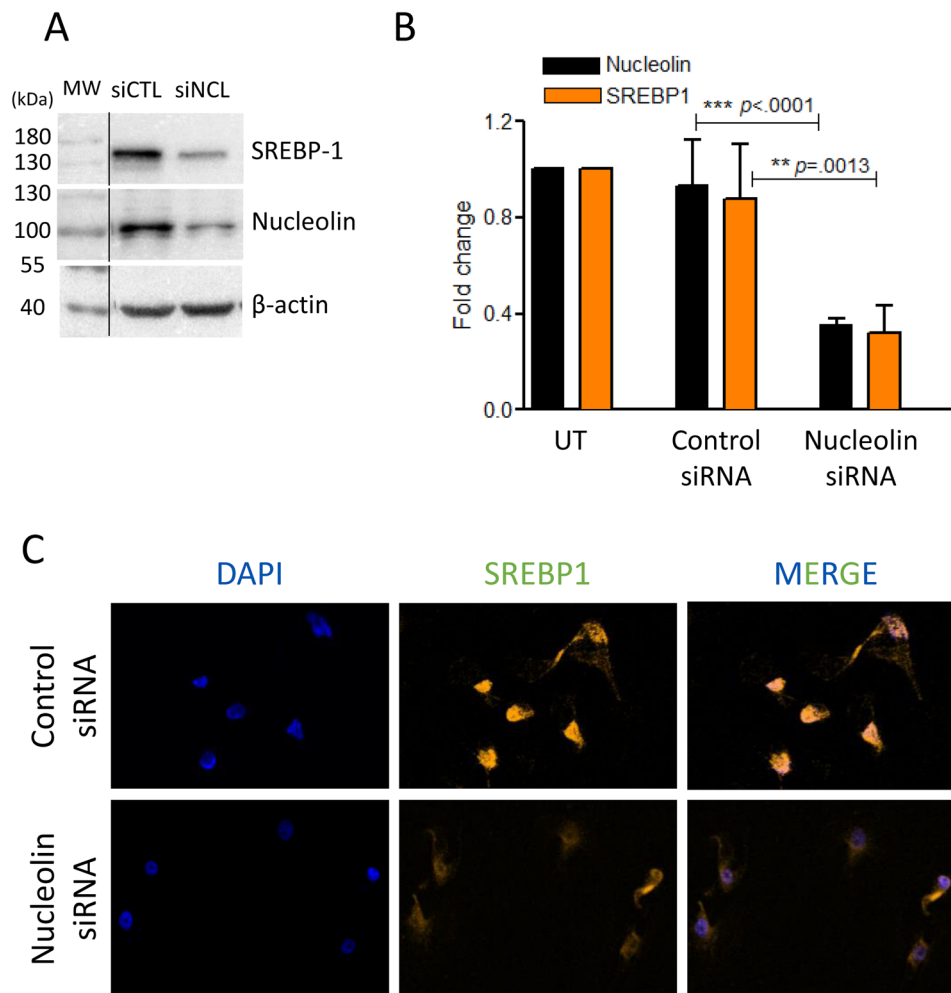 A
MW siCTL siNCL
(kDa)
180
130
SREBP-1
130
100
Nucleolin
55
40
β-actin
B
Nucleolin
SREBP1
*** p<.0001
** p=.0013
Fold change
1.2
0.8
0.4
0.0
UT
Control
siRNA
Nucleolin
siRNA
C
DAPI
SREBP1
MERGE
Control
siRNA
Nucleolin
siRNA